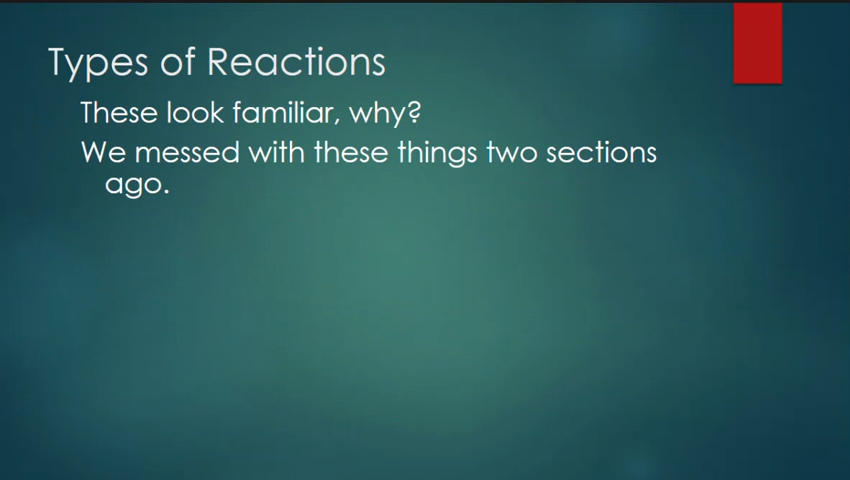 Types of Reactions
These look familiar, why?
We messed with these things two sections
ago.